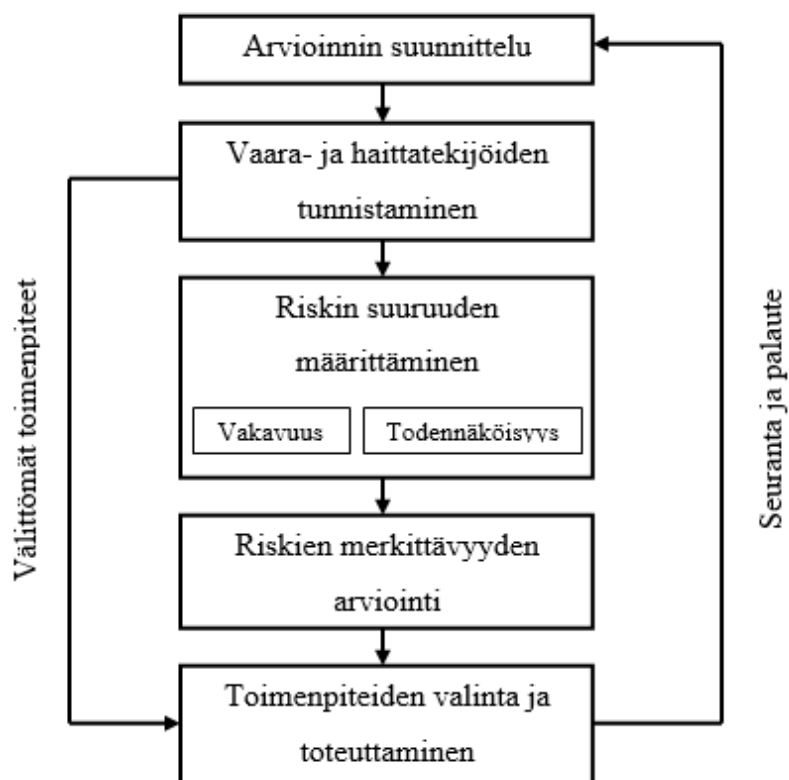 Arvioinnin suunnittelu
Vaara- ja haittatekijöiden
tunnistaminen
Riskin suuruuden
määrittäminen
Vakavuus
Todennäköisyys
Riskien merkittävyyden
arviointi
Toimenpiteiden valinta ja
toteuttaminen
Välittömät toimenpiteet
Seuranta ja palaute